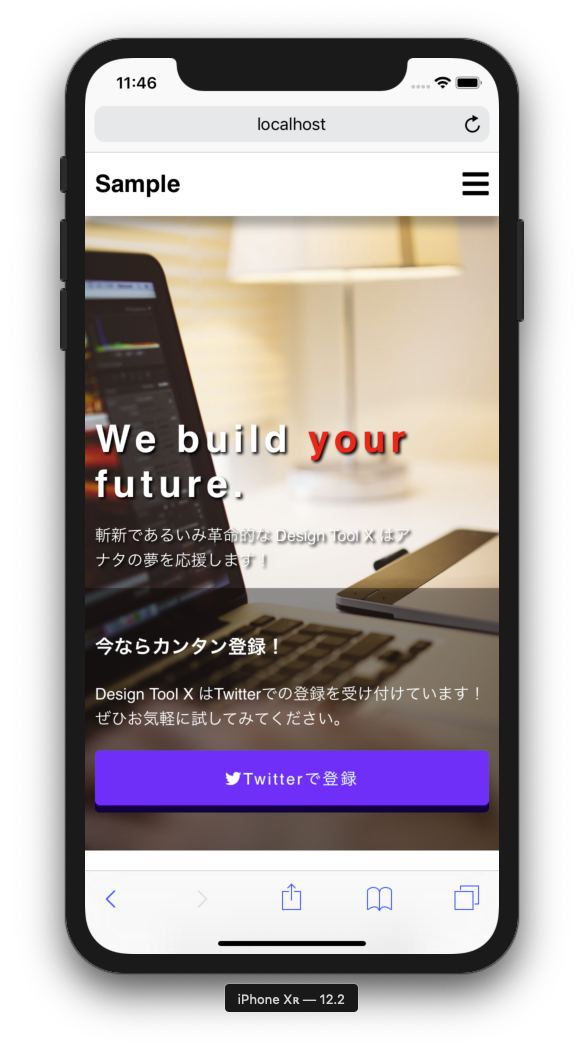 11:46
localhost
Sample
We build your
future.
斬新であるいみ革命的な Design Tool X はア
ナタの夢を応援します！
今ならカンタン登録！
Design Tool X はTwitterでの登録を受け付けています！
ぜひお気軽に試してみてください。
Twitterで登録
iPhone Xʀ — 12.2